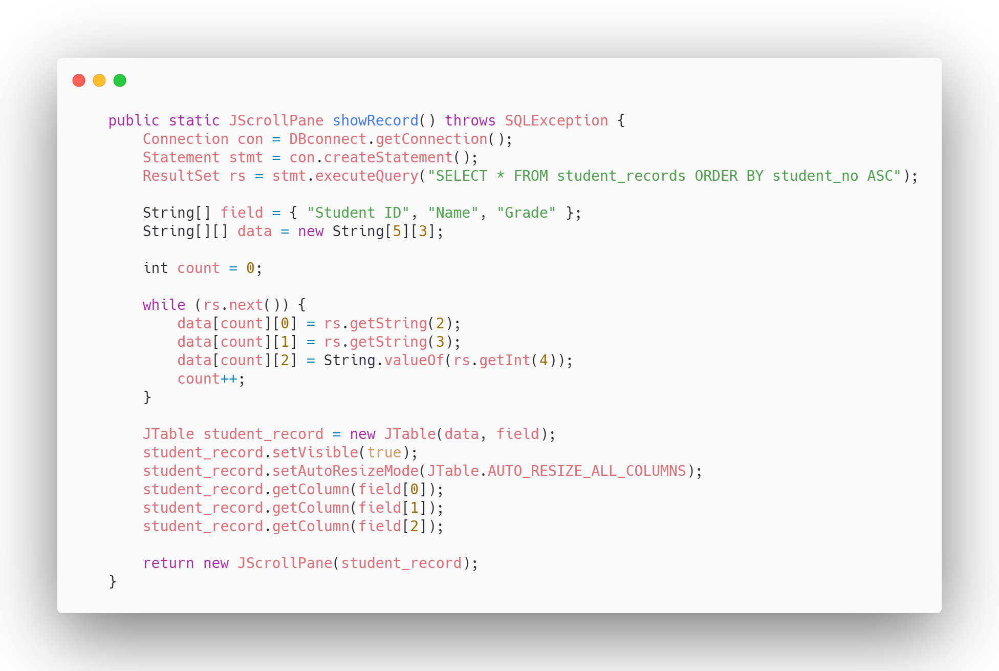 public static JScrollPane showRecord() throws SQLException {
    Connection con = DBconnect.getConnection();
    Statement stmt = con.createStatement();
    ResultSet rs = stmt.executeQuery("SELECT * FROM student_records ORDER BY student_no ASC");

    String[] field = { "Student ID", "Name", "Grade" };
    String[][] data = new String[5][3];

    int count = 0;

    while (rs.next()) {
        data[count][0] = rs.getString(2);
        data[count][1] = rs.getString(3);
        data[count][2] = String.valueOf(rs.getInt(4));
        count++;
    }

    JTable student_record = new JTable(data, field);
    student_record.setVisible(true);
    student_record.setAutoResizeMode(JTable.AUTO_RESIZE_ALL_COLUMNS);
    student_record.getColumn(field[0]);
    student_record.getColumn(field[1]);
    student_record.getColumn(field[2]);

    return new JScrollPane(student_record);
}